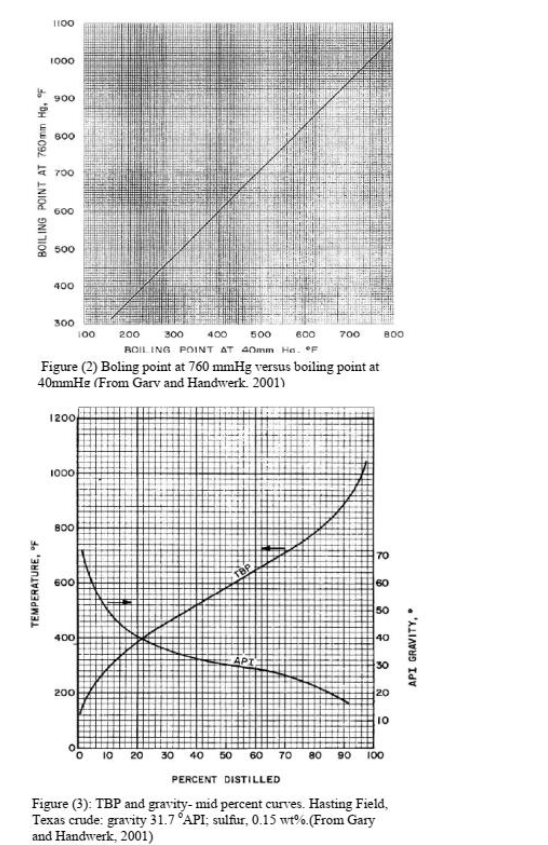 1100
1000
900
800
700
600
500
400
300
BOILING POINT AT 760mm Hg, °F
100 200 300 400 500 600 700 800
BOILING POINT AT 40mm Hg, °F
Figure (2) Boling point at 760 mmHg versus boiling point at
40mmHg (From Gary and Handwerk, 2001)
1200
1000
800
600
400
200
0
TEMPERATURE, °F
TBP
API
70
60
50
40
30
20
10
API GRAVITY, °
0 10 20 30 40 50 60 70 80 90 100
PERCENT DISTILLED
Figure (3): TBP and gravity- mid percent curves. Hasting Field,
Texas crude: gravity 31.7 °API; sulfur, 0.15 wt%.(From Gary
and Handwerk, 2001)